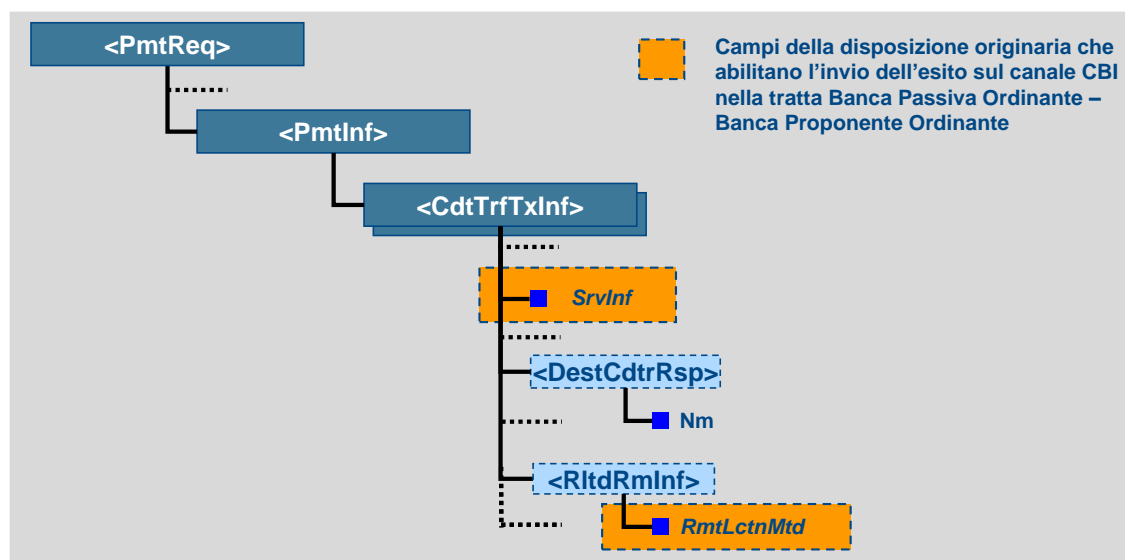 <PmtReq>
Campi della disposizione originaria che
abilitano l'invio dell'esito sul canale CBI
nella tratta Banca Passiva Ordinante –
Banca Proponente Ordinante
<PmtInf>
<CdtTrfTxInf>
SrvInf
<DestCdtrRsp>
Nm
<RltdRmInf>
RmtLctnMtd